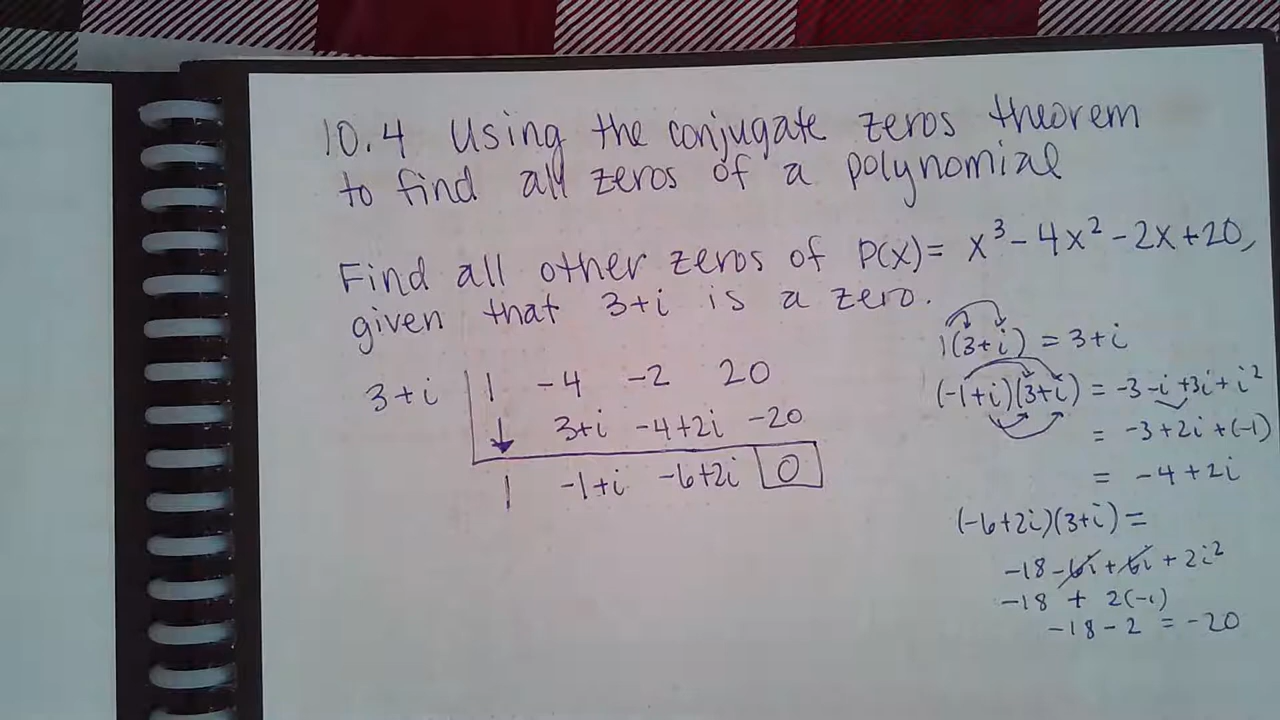 10.4 Using the conjugate zeros theorem
to find all zeros of a polynomial
Find all other zeros of P(x) = x³ - 4x² - 2x + 20,
given that 3+i is a zero.
3+i | 1 -4 -2 20
↓ 3+i -4+2i -20
1 -1+i -6+2i 0
1(3+i) = 3+i
(-1+i)(3+i) = -3 - i + 3i + i²
= -3 + 2i + (-1)
= -4 + 2i
(-6+2i)(3+i) =
-18 - 6i + 6i + 2i²
-18 + 2(-1)
-18 - 2 = -20